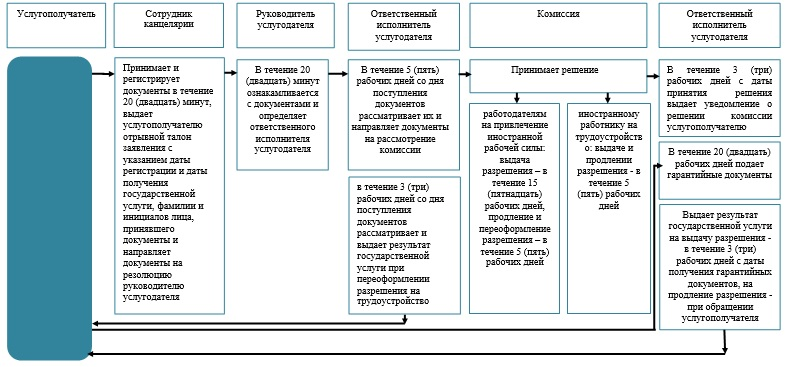 Услугополучатель
Сотрудник
канцелярии
Руководитель
услугодателя
Ответственный
исполнитель
услугодателя
Комиссия
Ответственный
исполнитель
услугодателя
Принимает и
регистрирует
документы в течение
20 (двадцать) минут,
выдает
услугополучателю
отрывной талон
заявления с
указанием даты
регистрации и даты
получения
государственной
услуги, фамилии и
инициалов лица,
принявшего
документы и
направляет
документы на
резолюцию
руководителю
услугодателя
В течение 20
(двадцать) минут
ознакамливается
с документами и
определяет
ответственного
исполнителя
услугодателя
В течение 5 (пять)
рабочих дней со дня
поступления
документов
рассматривает их и
направляет документы
на рассмотрение
комиссии
в течение 3 (три)
рабочих дней со дня
поступления
документов
рассматривает и
выдает результат
государственной
услуги при
переоформлении
разрешения на
трудоустройство
Принимает решение
работодателям
на привлечение
иностранной
рабочей силы:
выдача
разрешения – в
течение 15
(пятнадцать)
рабочих дней,
продление и
переоформление
разрешения – в
течение 5 (пять)
рабочих дней
иностранному
работнику на
трудоустройств
о: выдаче и
продлении
разрешения - в
течение 5
(пять) рабочих
дней
В течение 3 (три)
рабочих дней с даты
принятия решения
выдает уведомление о
решении комиссии
услугополучателю
В течение 20 (двадцать)
рабочих дней подает
гарантийные документы
Выдает результат
государственной услуги
на выдачу разрешения -
в течение 3 (три)
рабочих дней с даты
получения гарантийных
документов, на
продление разрешения -
при обращении
услугополучателя